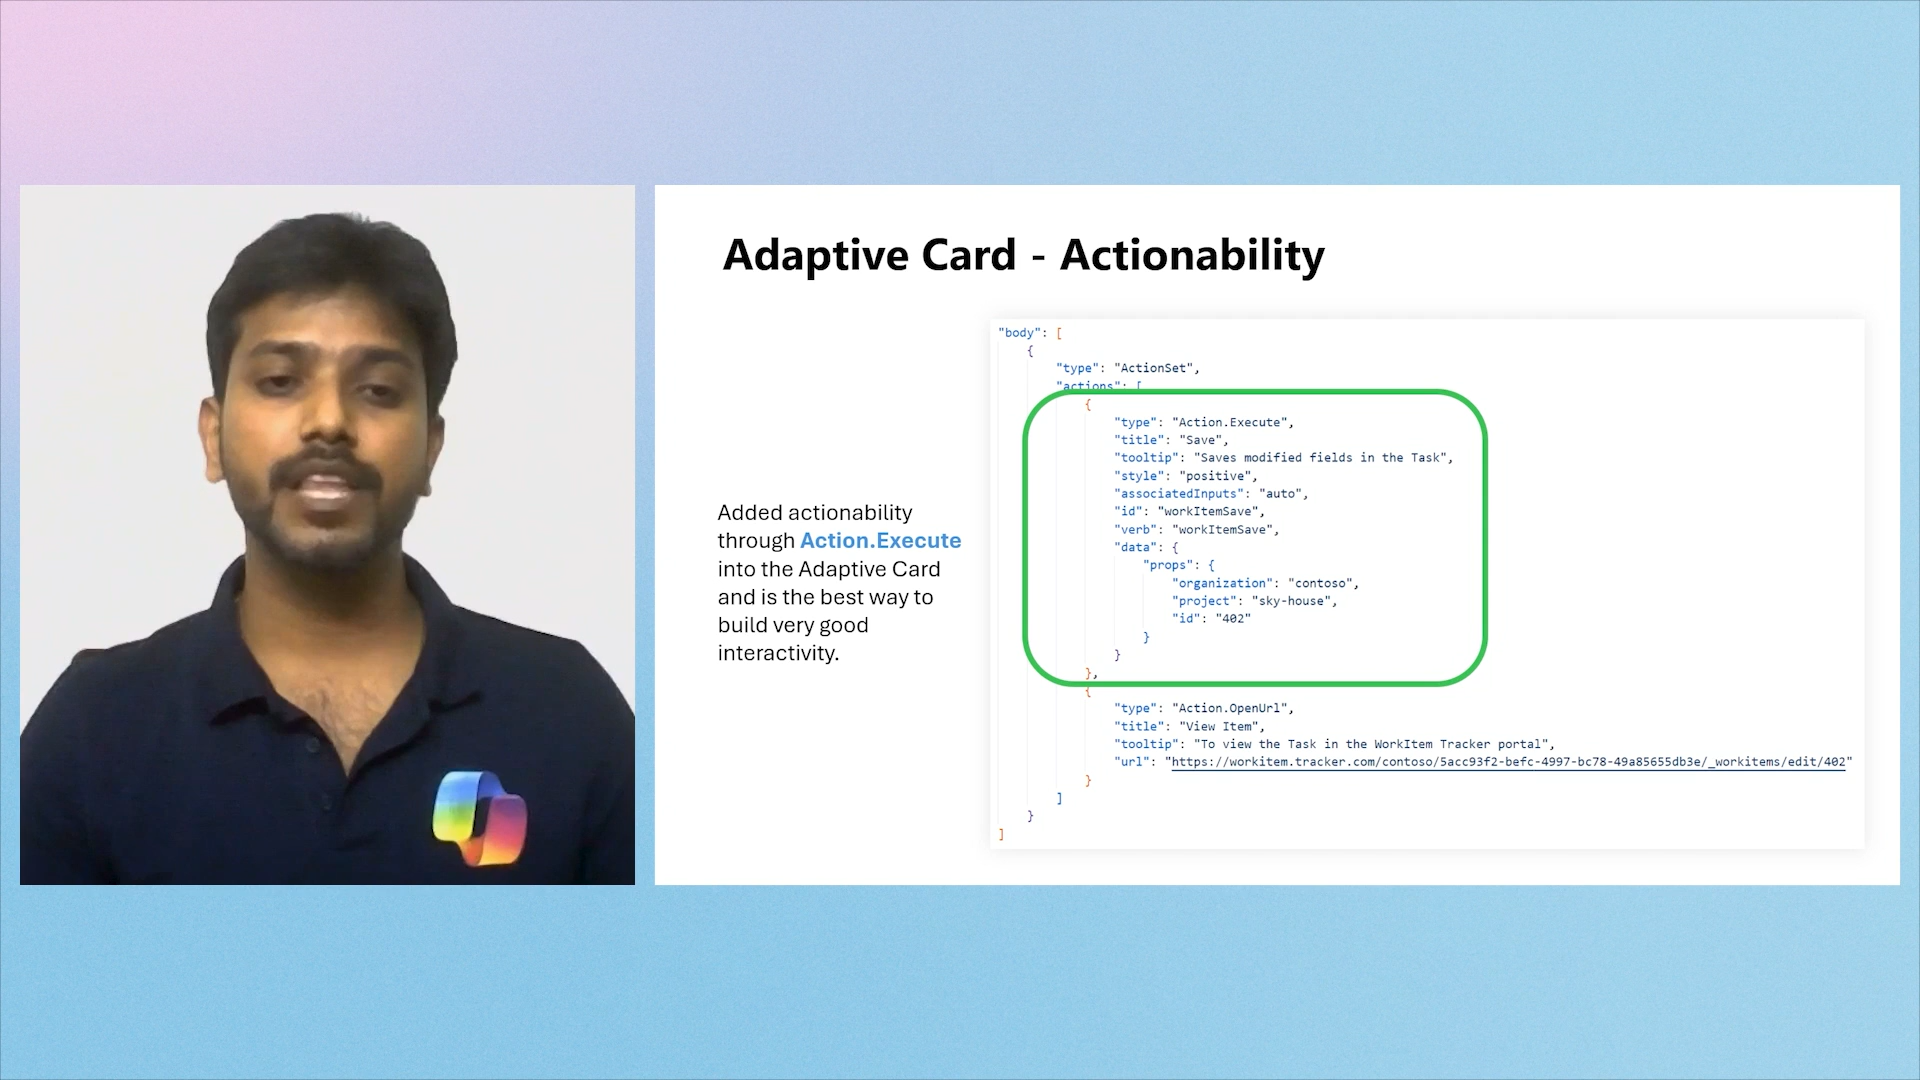 Adaptive Card - Actionability
Added actionability
through Action.Execute
into the Adaptive Card
and is the best way to
build very good
interactivity.
"body": [
{
"type": "ActionSet",
"actions": [
{
"type": "Action.Execute",
"title": "Save",
"tooltip": "Saves modified fields in the Task",
"style": "positive",
"associatedInputs": "auto",
"id": "workItemSave",
"verb": "workItemSave",
"data": {
"props": {
"organization": "contoso",
"project": "sky-house",
"id": "402"
}
}
},
{
"type": "Action.OpenUrl",
"title": "View Item",
"tooltip": "To view the Task in the WorkItem Tracker portal",
"url": "https://workitem.tracker.com/contoso/5acc93f2-befc-4997-bc78-49a85655db3e/_workitems/edit/402"
}
]
}
]